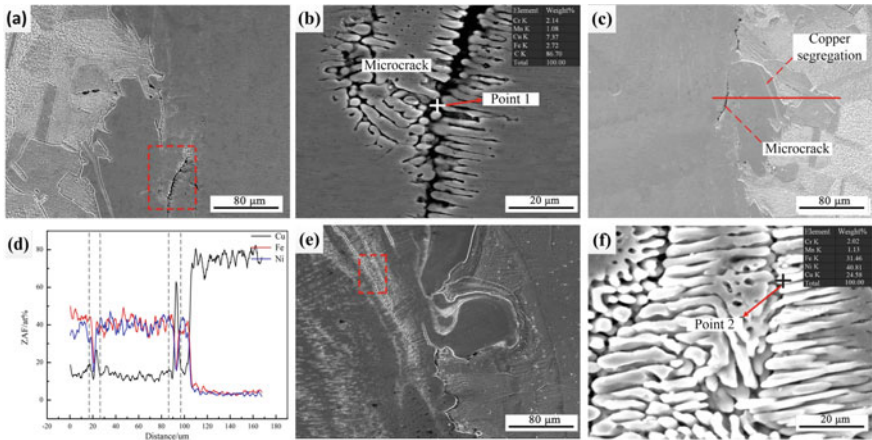 (a)
80 μm
(b)
Microcrack
Point 1
Element Weight%
Cr K 2.14
Mn K 1.08
Cu K 7.37
Fe K 2.72
C K 86.70
Total 100.00
20 μm
(c)
Copper
segregation
Microcrack
80 μm
(d)
Cu
Fe
Ni
ZAF/at%
80
60
40
20
0
0 20 40 60 80 100 120 140 160 180
Distance/um
(e)
80 μm
(f)
Element Weight%
Cr K 2.02
Mn K 1.13
Fe K 31.46
Ni K 40.81
Cu K 24.58
Total 100.00
Point 2
20 μm